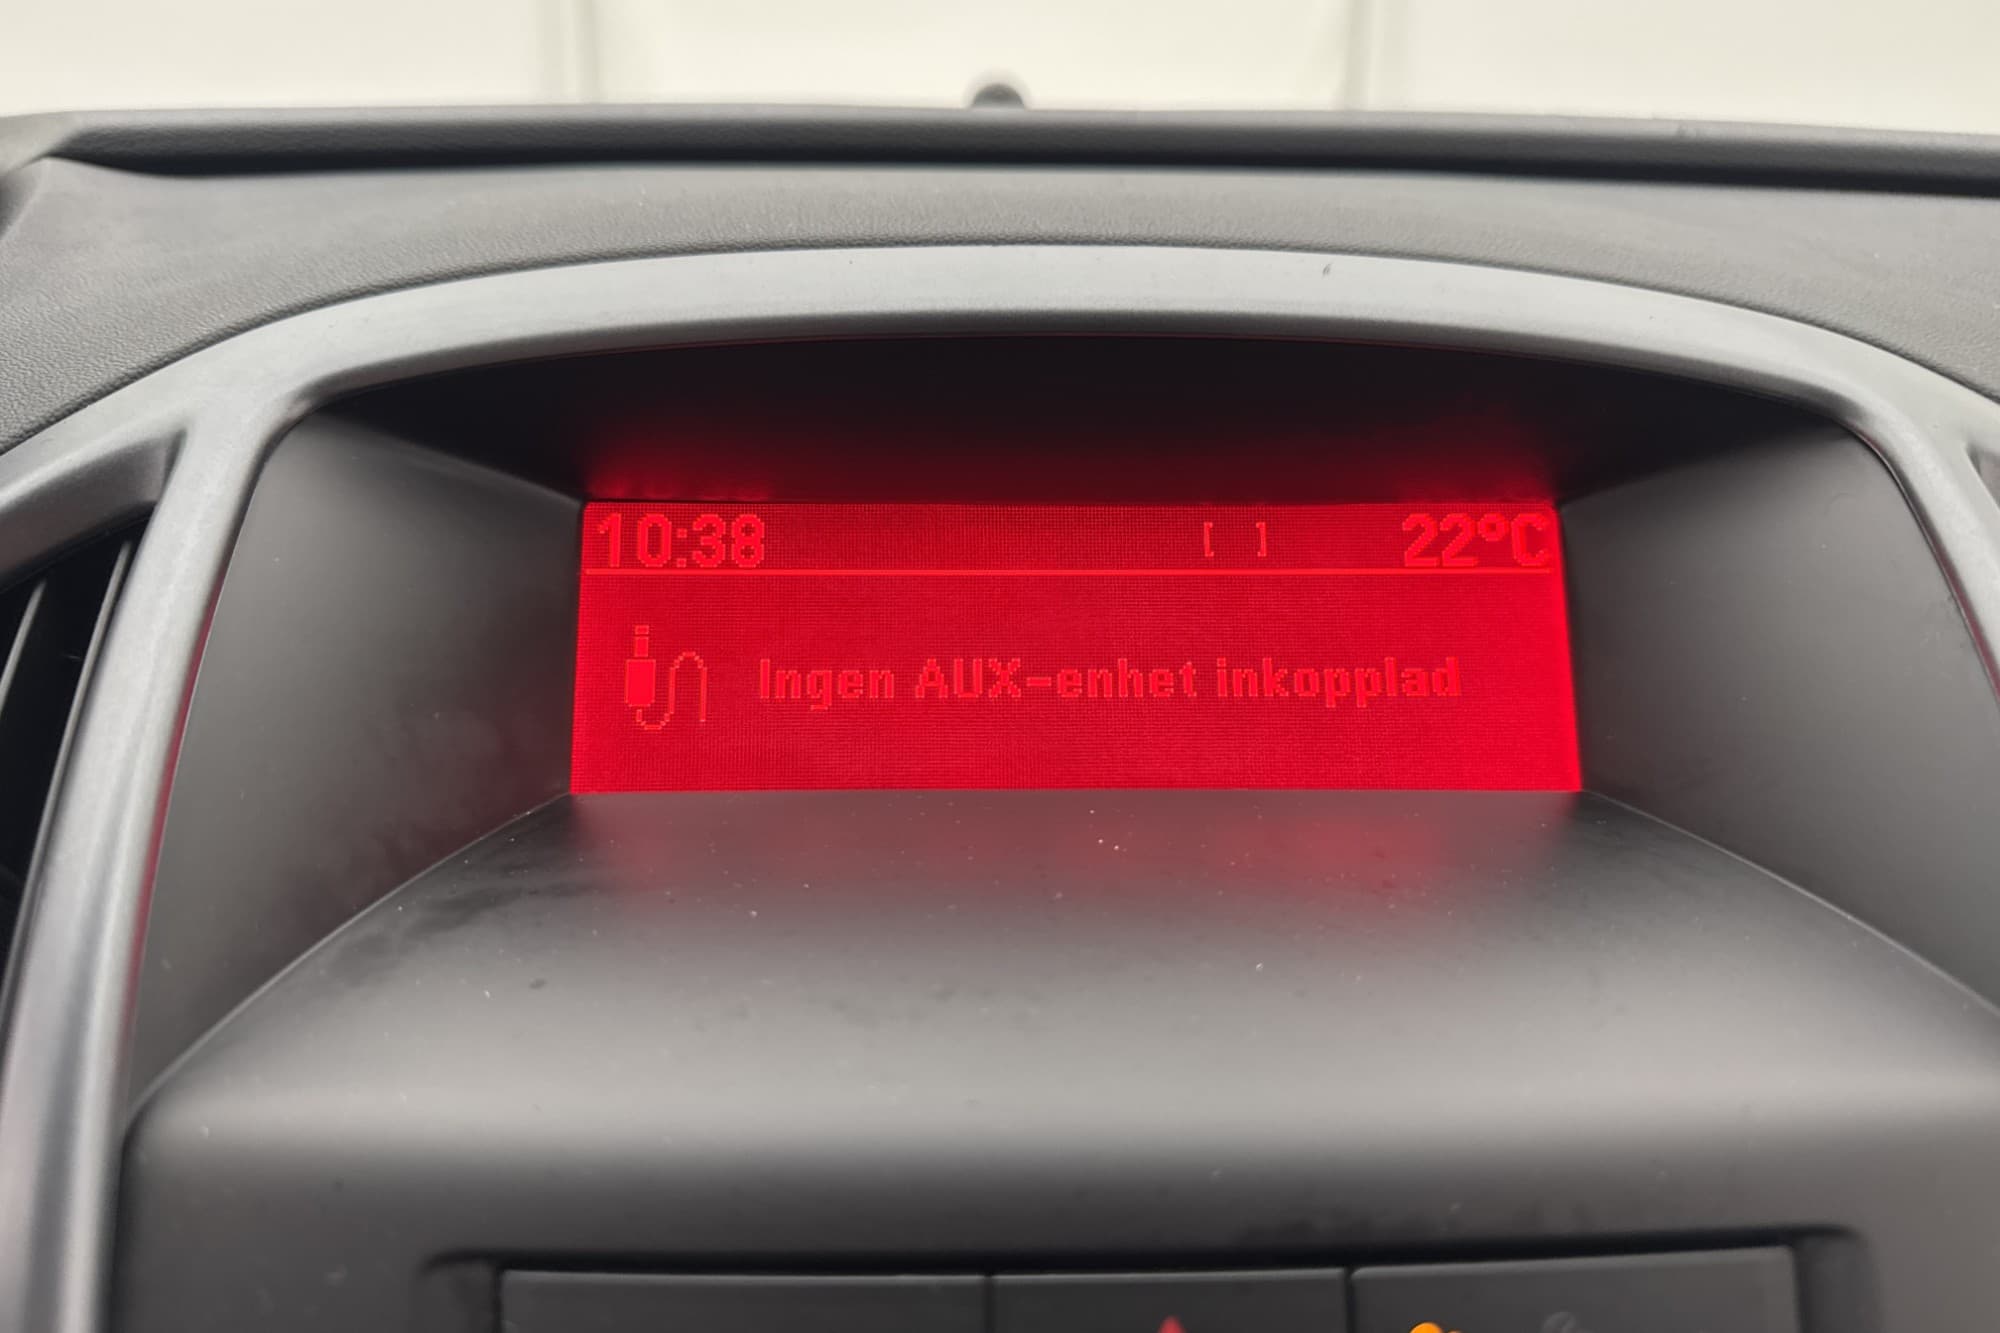 10:38 [ ] 22°C
Ingen AUX-enhet inkopplad